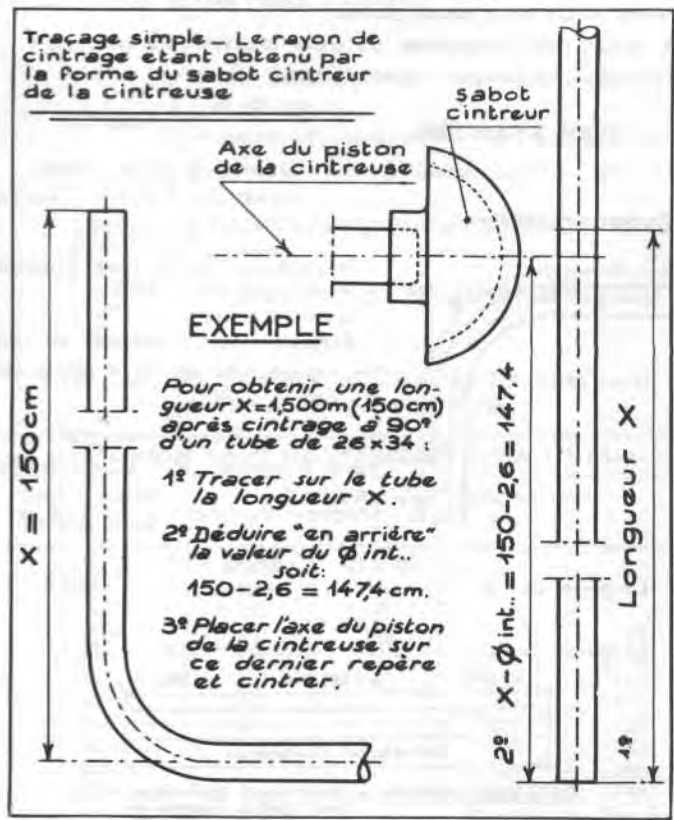 Traçage simple_ Le rayon de
cintrage étant obtenu par
la forme du sabot cintreur
de la cintreuse
sabot
cintreur
Axe du piston
de la cintreuse
EXEMPLE
Pour obtenir une lon-
gueur X=1,500m (150cm)
après cintrage à 90º
d'un tube de 26x34 :
1º Tracer sur le tube
la longueur X.
2º Déduire "en arrière"
la valeur du ϕ int..
soit:
150-2,6 = 147,4 cm.
3º Placer l'axe du piston
de la cintreuse sur
ce dernier repère
et cintrer.
X = 150cm
2º X-ϕ int.. = 150-2,6 = 147,4
1º Longueur X